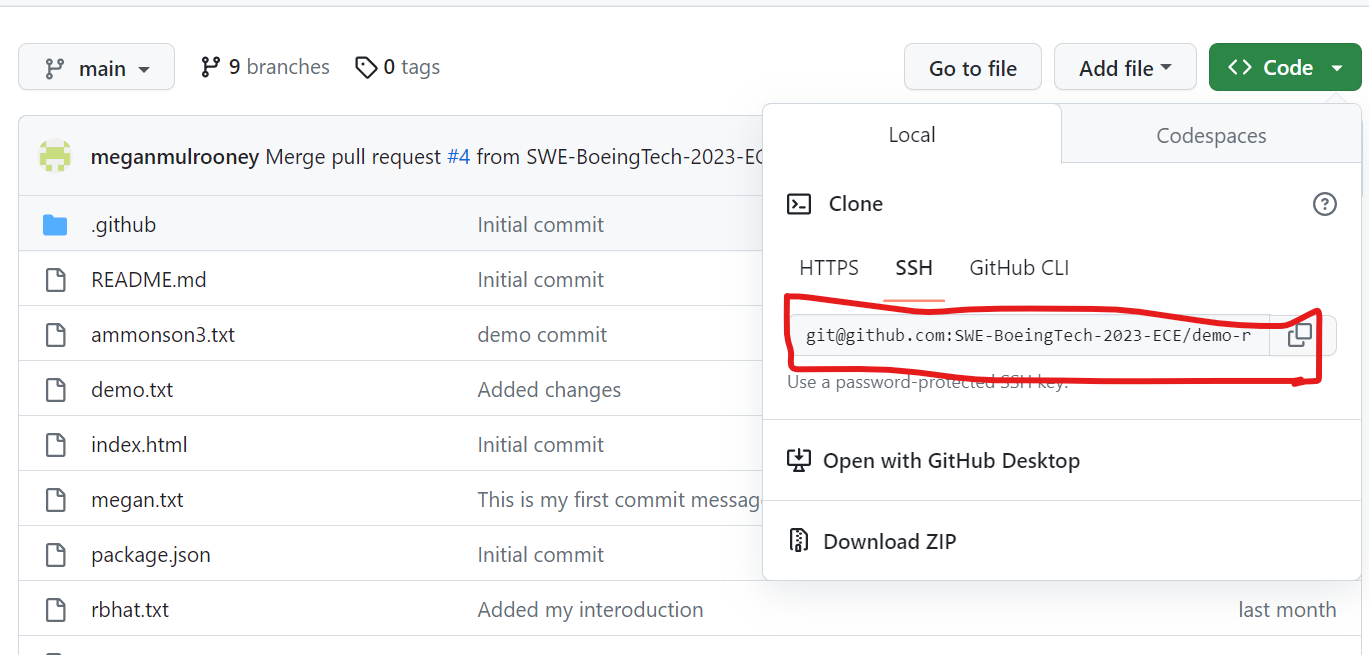 main 9 branches 0 tags Go to file Add file <> Code
meganmulrooney Merge pull request #4 from SWE-BoeingTech-2023-EC
Local Codespaces
Clone
HTTPS SSH GitHub CLI
git@github.com:SWE-BoeingTech-2023-ECE/demo-r
Use a password-protected SSH key.
Open with GitHub Desktop
Download ZIP
.github Initial commit
README.md Initial commit
ammonson3.txt demo commit
demo.txt Added changes
index.html Initial commit
megan.txt This is my first commit messag
package.json Initial commit
rbhat.txt Added my interoduction last month